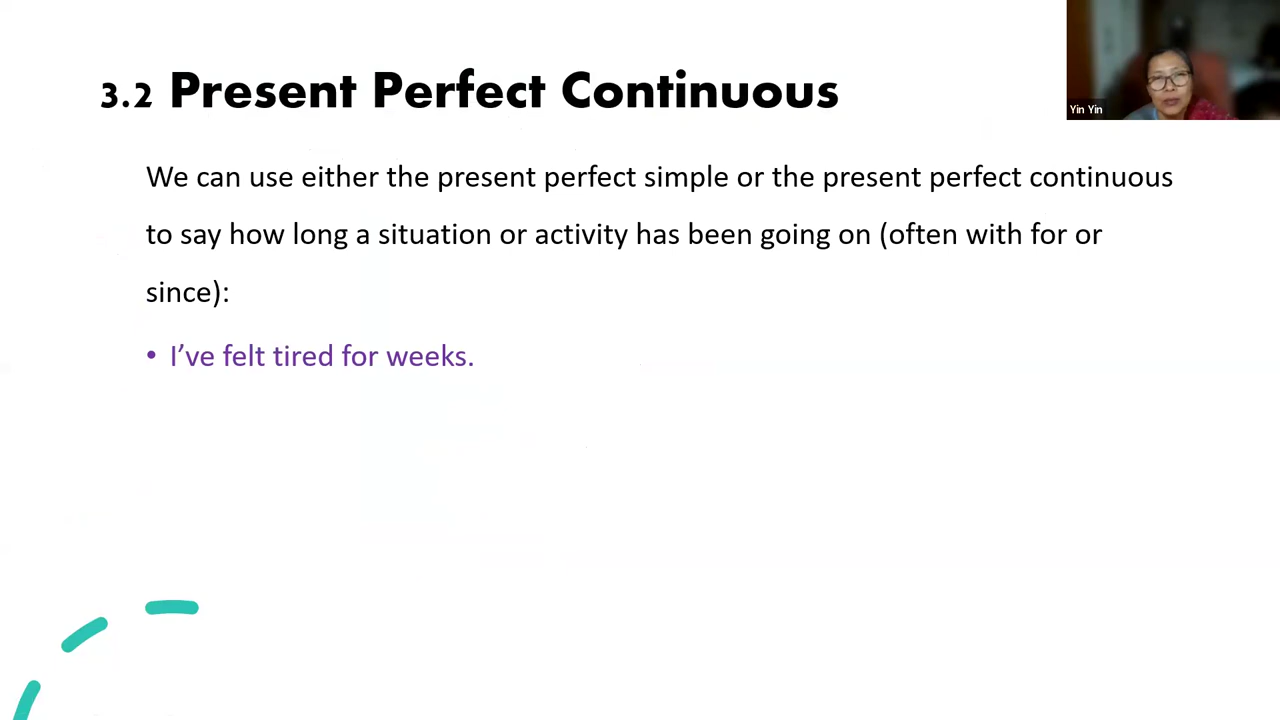 3.2 Present Perfect Continuous
Yin Yin
We can use either the present perfect simple or the present perfect continuous
to say how long a situation or activity has been going on (often with for or
since):
• I’ve felt tired for weeks.